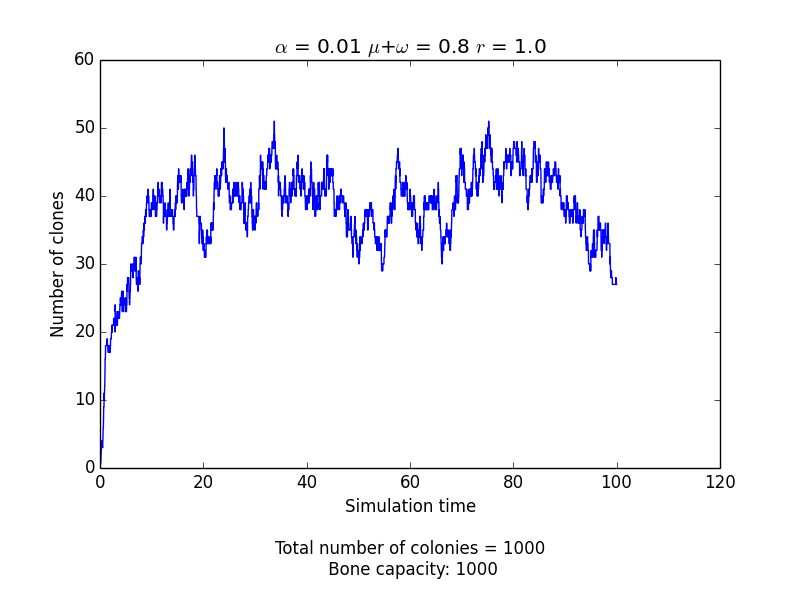 α = 0.01 μ+ω = 0.8 r = 1.0
60
50
40
30
20
10
0
Number of clones
0 20 40 60 80 100 120
Simulation time
Total number of colonies = 1000
Bone capacity: 1000